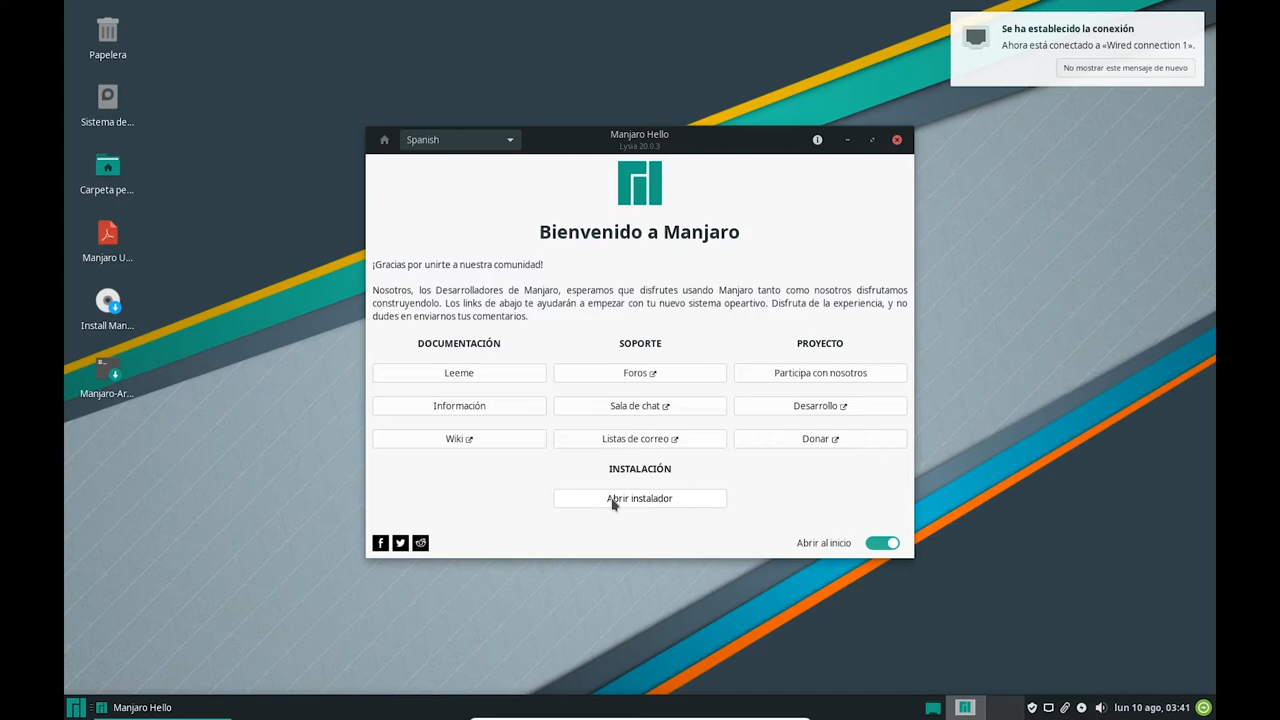 Papelera
Sistema de...
Carpeta pe...
Manjaro U...
Install Man...
Manjaro-Ar...
Se ha establecido la conexión
Ahora está conectado a «Wired connection 1».
No mostrar este mensaje de nuevo
Spanish
Manjaro Hello
Lysia 20.0.3
Bienvenido a Manjaro
¡Gracias por unirte a nuestra comunidad!
Nosotros, los Desarrolladores de Manjaro, esperamos que disfrutes usando Manjaro tanto como nosotros disfrutamos
construyendolo. Los links de abajo te ayudarán a empezar con tu nuevo sistema opeartivo. Disfruta de la experiencia, y no
dudes en enviarnos tus comentarios.
DOCUMENTACIÓN SOPORTE PROYECTO
Leeme Foros Participa con nosotros
Información Sala de chat Desarrollo
Wiki Listas de correo Donar
INSTALACIÓN
Abrir instalador
Abrir al inicio
Manjaro Hello
lun 10 ago, 03:41